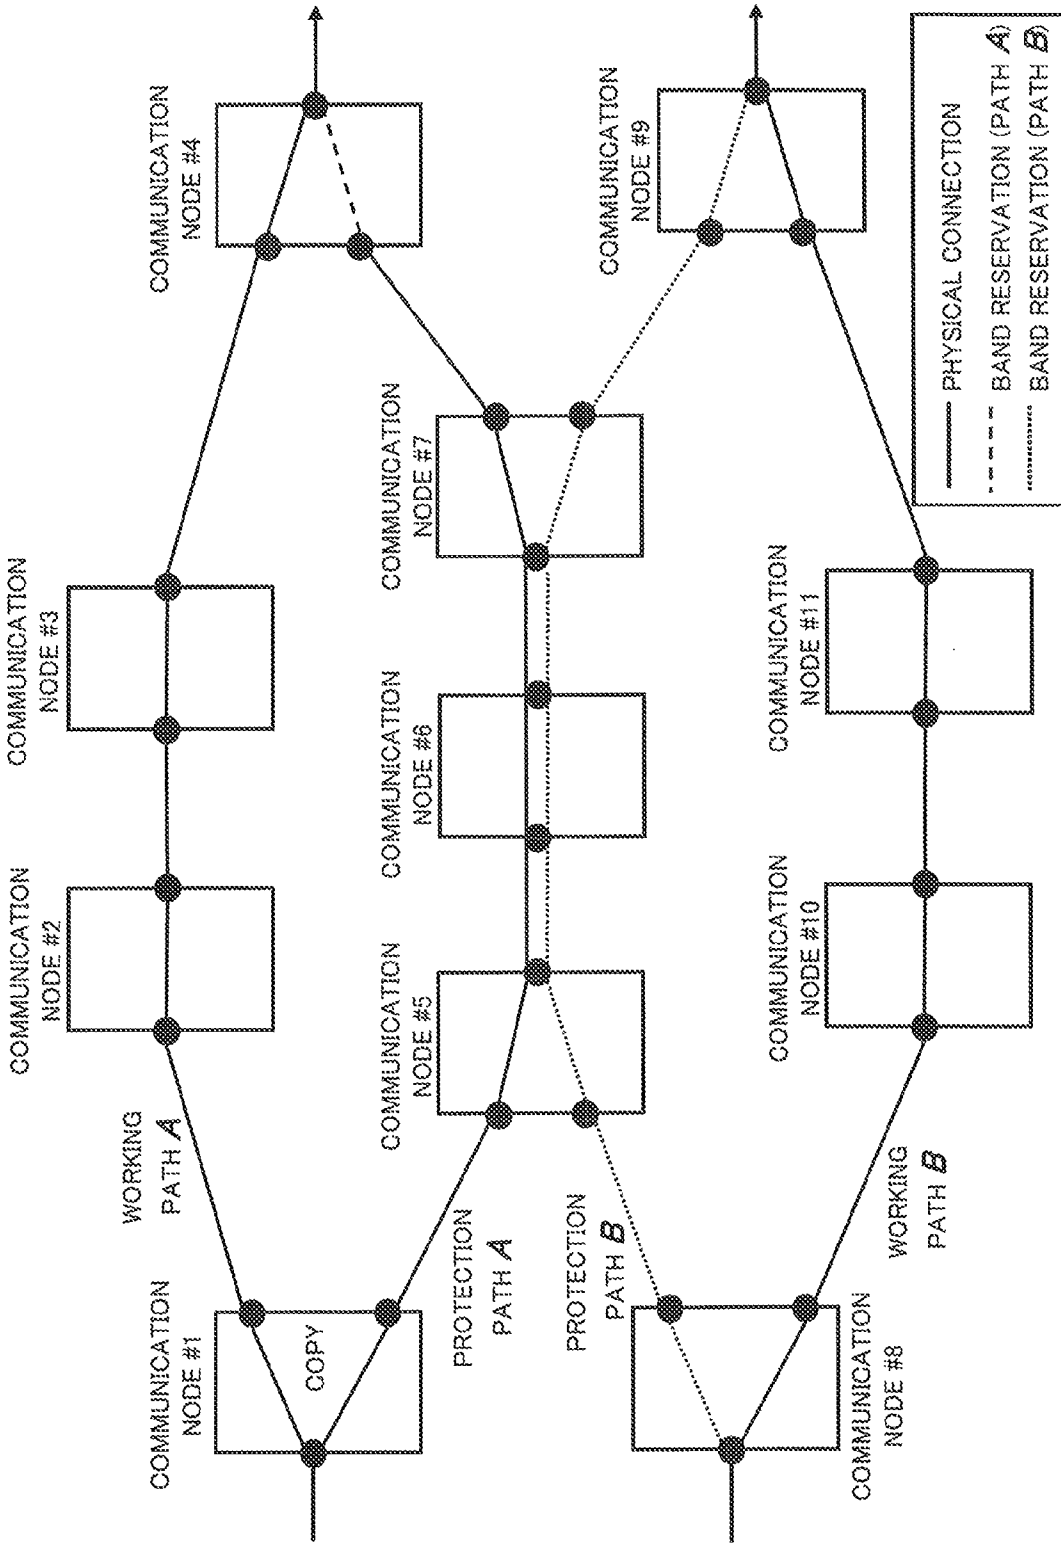 COMMUNICATION
NODE #1
COPY
WORKING
PATH A
COMMUNICATION
NODE #2
COMMUNICATION
NODE #3
COMMUNICATION
NODE #4
PROTECTION
PATH A
COMMUNICATION
NODE #5
COMMUNICATION
NODE #6
COMMUNICATION
NODE #7
PROTECTION
PATH B
COMMUNICATION
NODE #8
WORKING
PATH B
COMMUNICATION
NODE #10
COMMUNICATION
NODE #11
COMMUNICATION
NODE #9
PHYSICAL CONNECTION
BAND RESERVATION (PATH A)
BAND RESERVATION (PATH B)